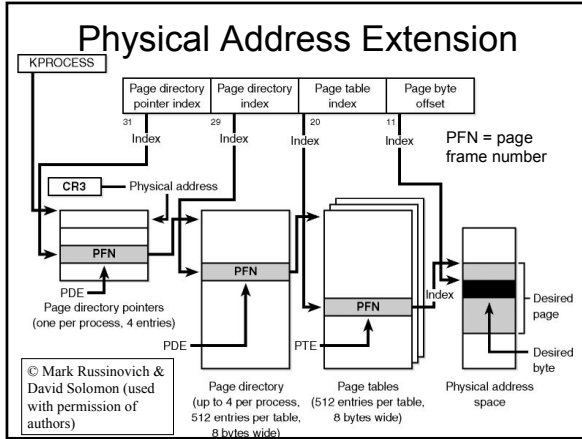 Physical Address Extension
KPROCESS
Page directory
pointer index
Page directory
index
Page table
index
Page byte
offset
31
29
20
11
Index
Index
Index
Index
PFN = page
frame number
CR3
Physical address
PFN
PFN
PFN
Index
PDE
Page directory pointers
(one per process, 4 entries)
PDE
PTE
Desired
page
Desired
byte
© Mark Russinovich &
David Solomon (used
with permission of
authors)
Page directory
(up to 4 per process,
512 entries per table,
8 bytes wide)
Page tables
(512 entries per table,
8 bytes wide)
Physical address
space